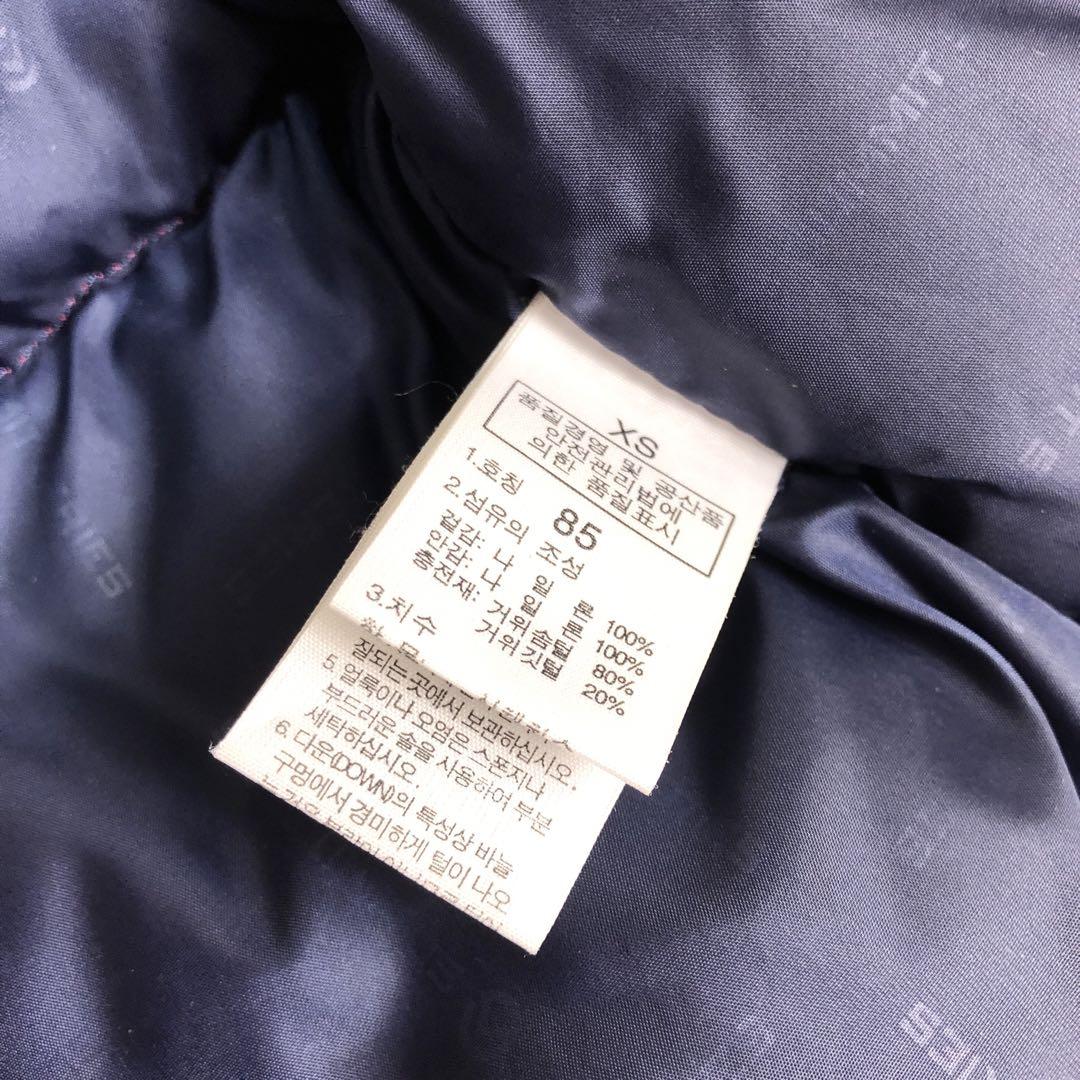 XS
품질경영 및 공산품
안전관리법에
의한 품질표시
1.호칭 85
2.섬유의 조성
겉감: 나 일 론 100%
안감: 나 일 론 100%
충전재: 거위솜털 80%
거위깃털 20%
3.치수
잘되는 곳에서 보관하십시오.
5.얼룩이나 오염은 스폰지나
부드러운 솔을 사용하여 부분
세탁하십시오.
6.다운(DOWN)의 특성상 바늘
구멍에서 경미하게 털이 나오
MIT
RIES
IES
S